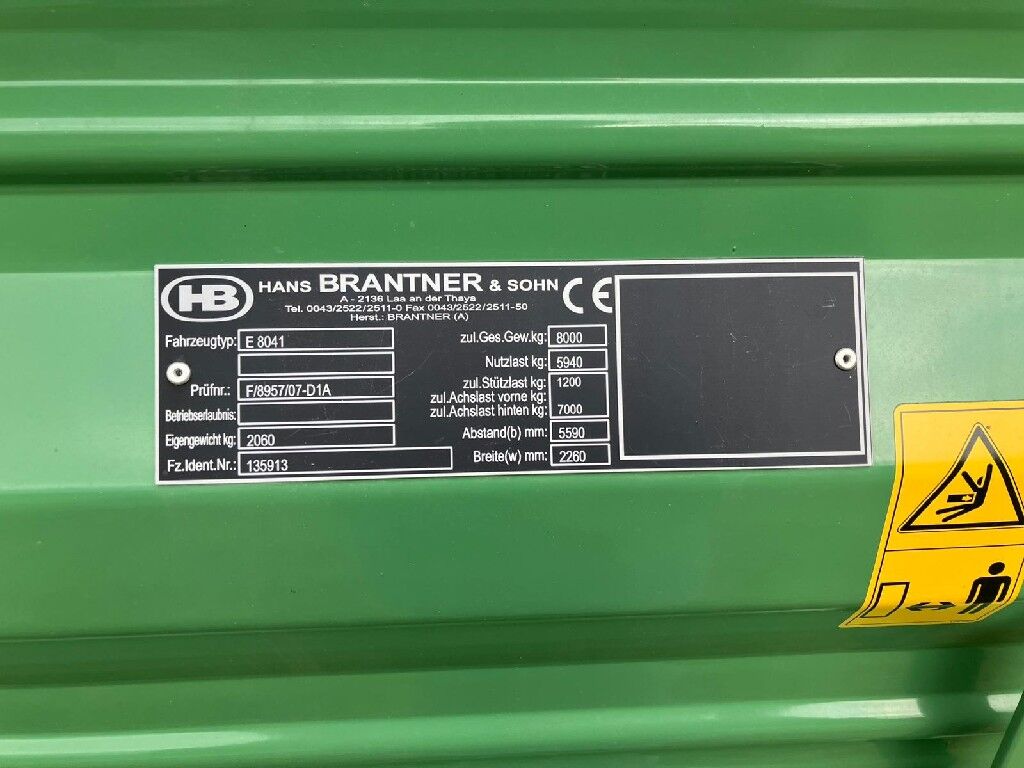 HB HANS BRANTNER & SOHN CE
A - 2136 Laa an der Thaya
Tel. 0043/2522/2511-0 Fax 0043/2522/2511-50
Herst.: BRANTNER (A)
Fahrzeugtyp: E 8041
Prüfnr.: F/8957/07-D1A
Betriebserlaubnis:
Eigengewicht kg: 2060
Fz.Ident.Nr.: 135913
zul.Ges.Gew.kg: 8000
Nutzlast kg: 5940
zul.Stützlast kg: 1200
zul.Achslast vorne kg:
zul.Achslast hinten kg: 7000
Abstand(b) mm: 5590
Breite(w) mm: 2260